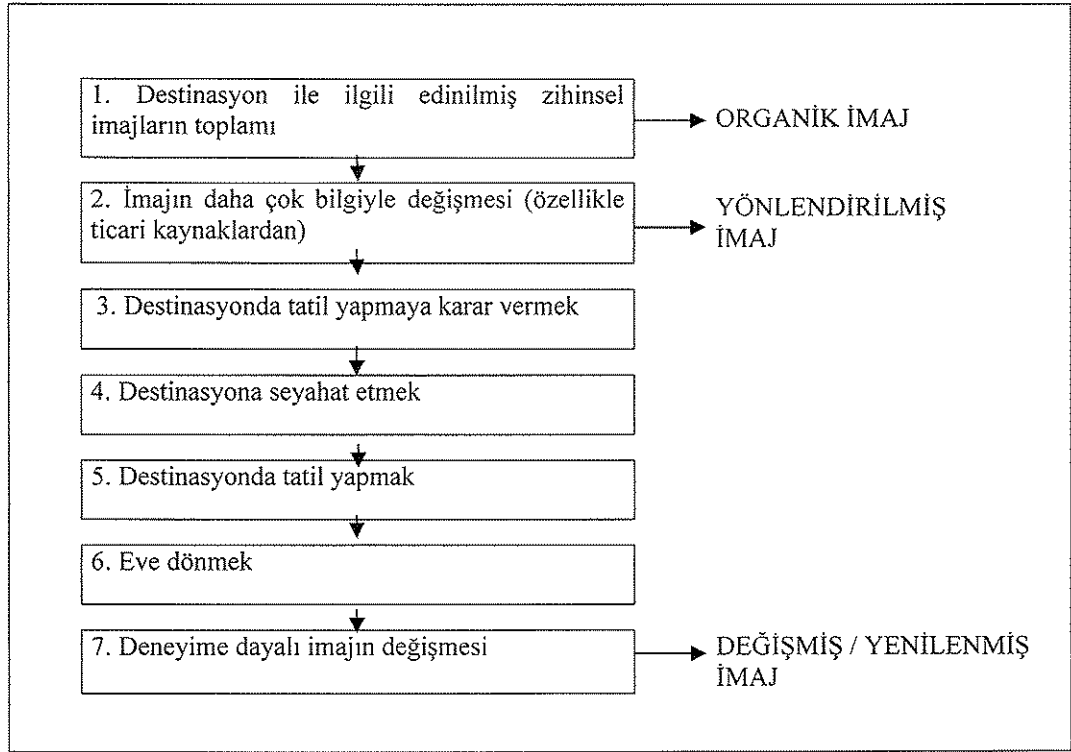 1. Destinasyon ile ilgili edinilmiş zihinsel
imajların toplamı
ORGANİK İMAJ
2. İmajın daha çok bilgiyle değişmesi (özellikle
ticari kaynaklardan)
YÖNLENDİRİLMİŞ
İMAJ
3. Destinasyonda tatil yapmaya karar vermek
4. Destinasyona seyahat etmek
5. Destinasyonda tatil yapmak
6. Eve dönmek
7. Deneyime dayalı imajın değişmesi
DEĞİŞMİŞ / YENİLENMİŞ
İMAJ